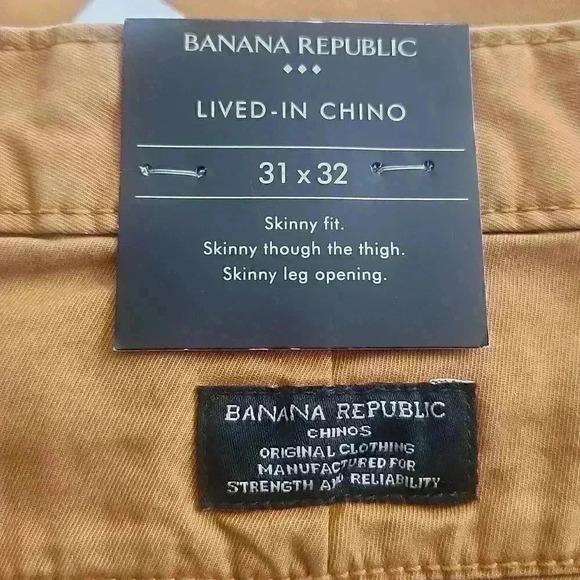 BANANA REPUBLIC
LIVED-IN CHINO
31 x 32
Skinny fit.
Skinny though the thigh.
Skinny leg opening.
BANANA REPUBLIC
CHINOS
ORIGINAL CLOTHING
MANUFACTURED FOR
STRENGTH AND RELIABILITY